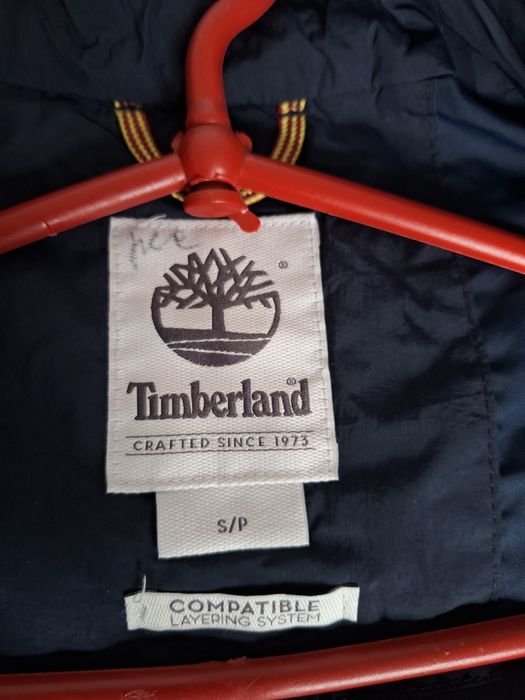 ®
Timberland®
CRAFTED SINCE 1973
S/P
COMPATIBLE
LAYERING SYSTEM